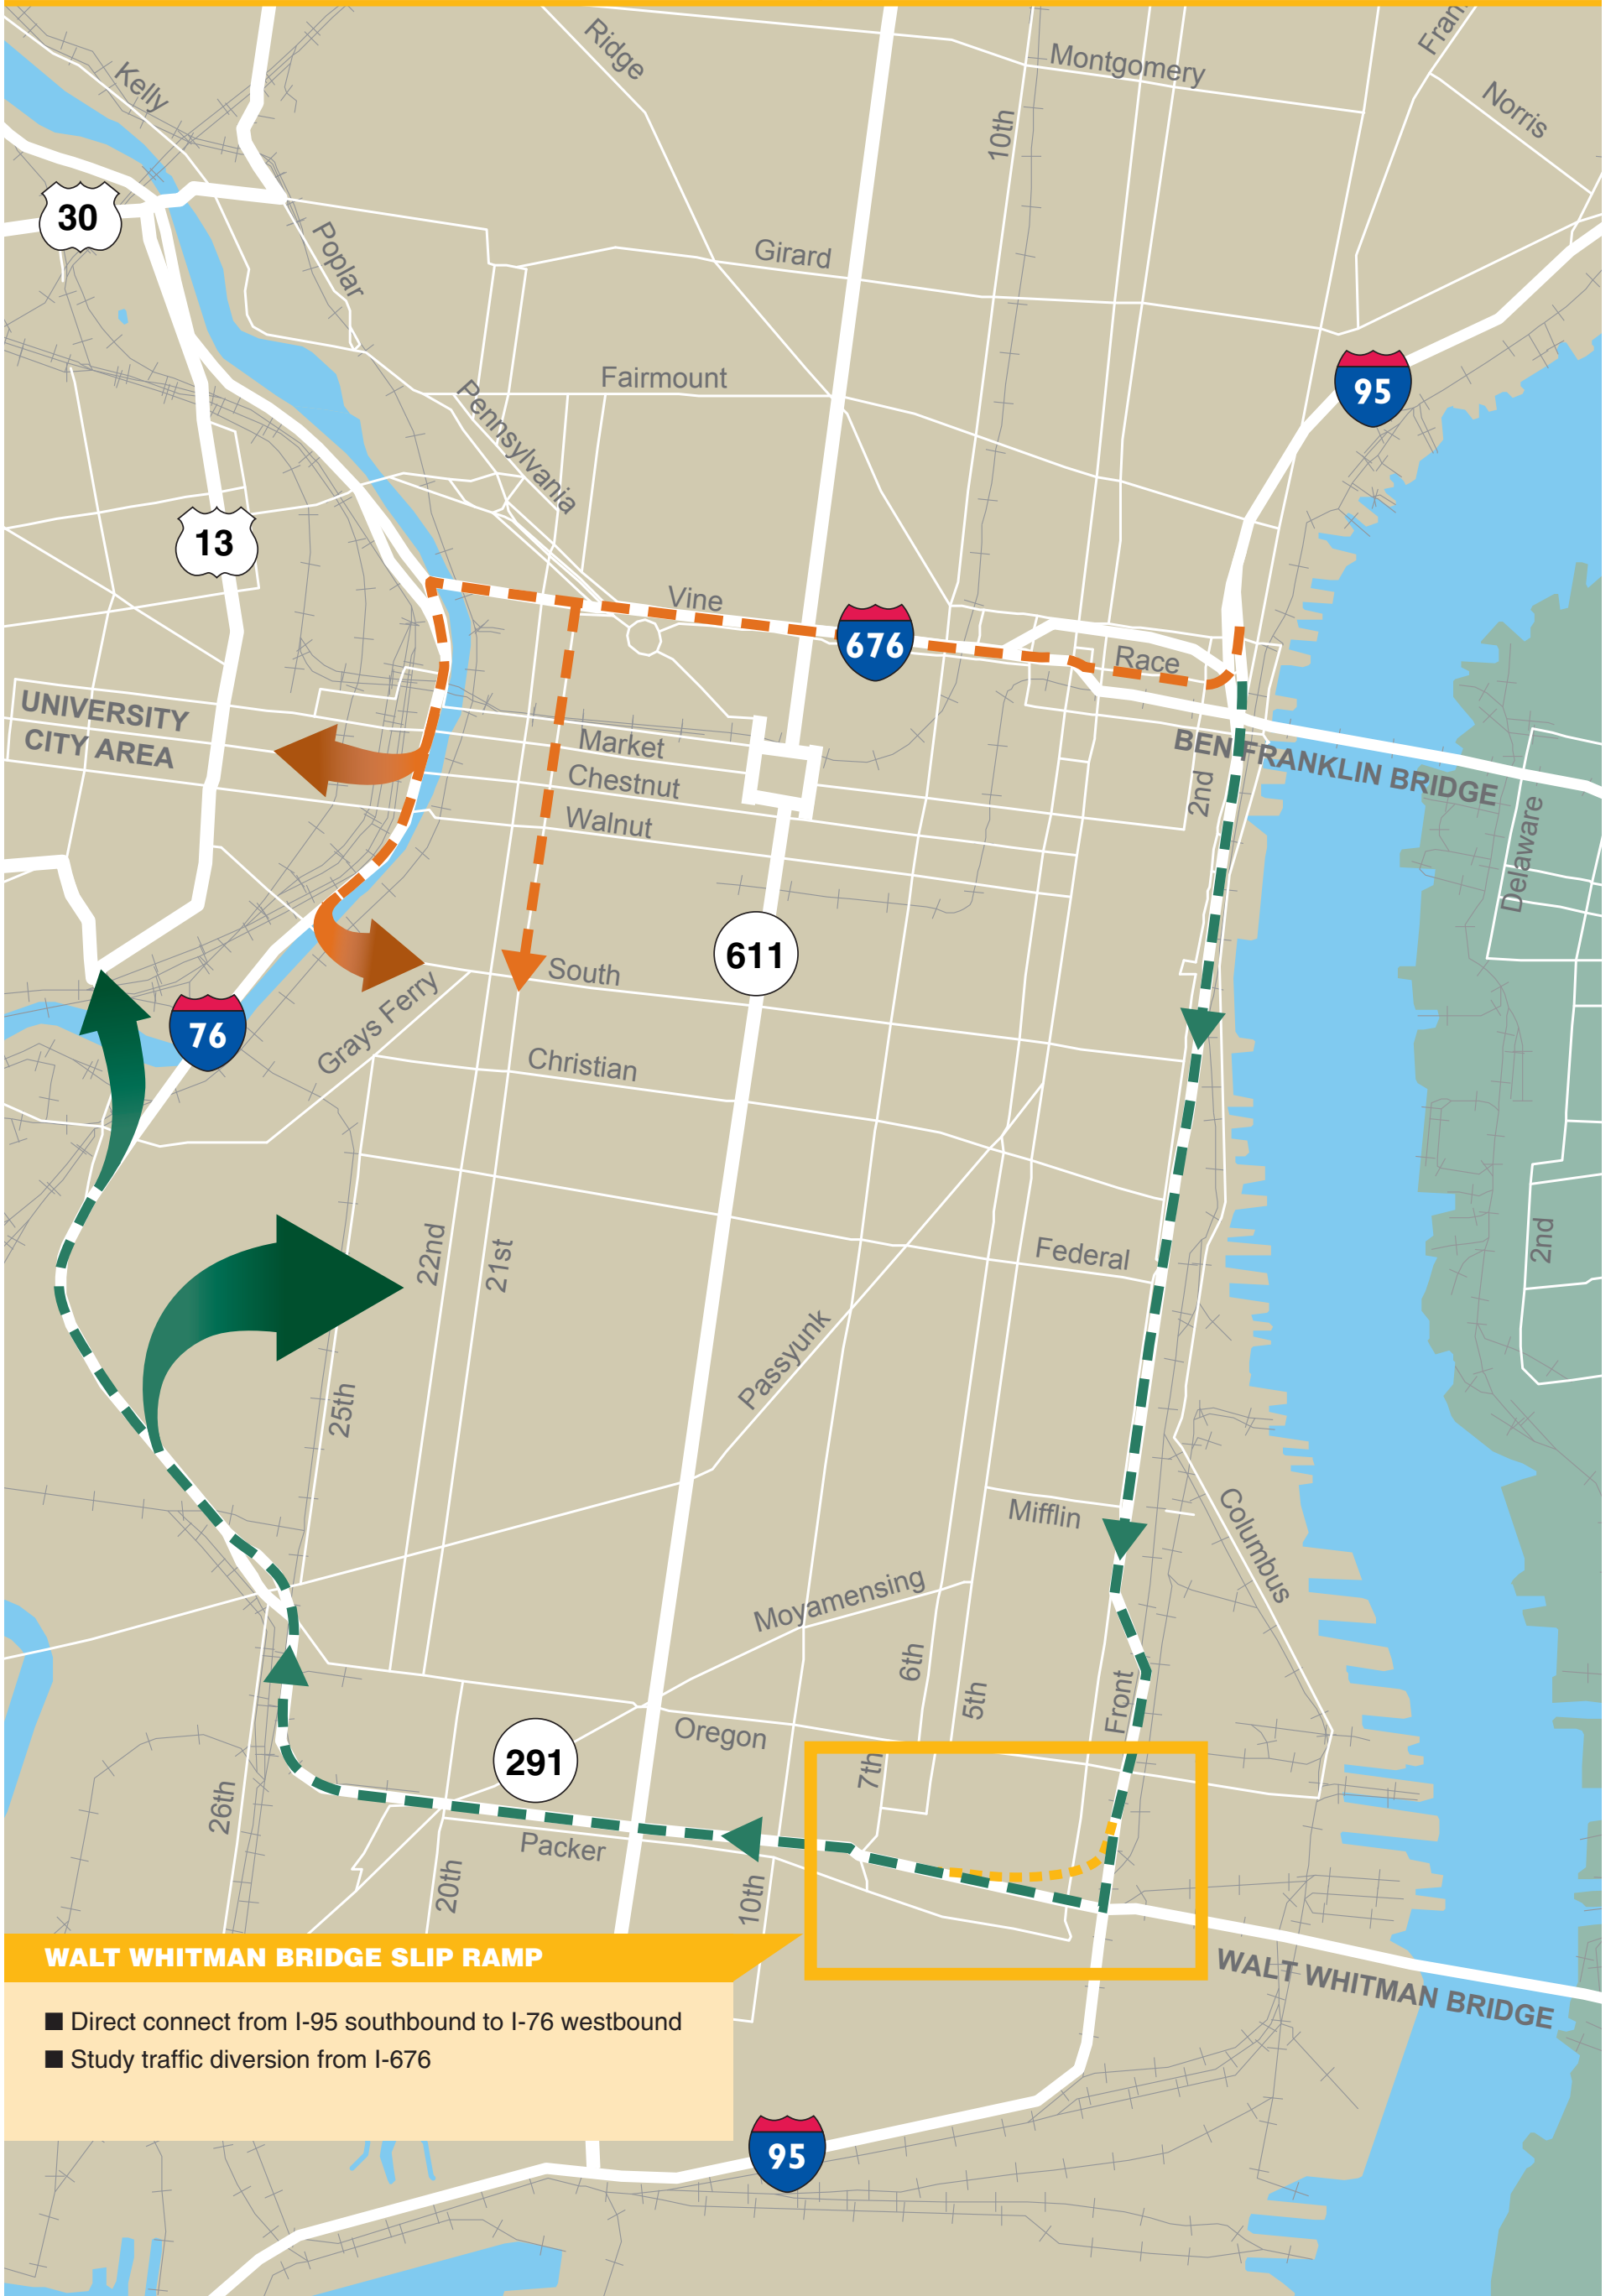 Kelly
Ridge
Montgomery
Fran
Norris
10th
30
Poplar
Girard
95
Fairmount
Pennsylvania
13
Vine
676
Race
UNIVERSITY
CITY AREA
Market
Chestnut
Walnut
2nd
BEN FRANKLIN BRIDGE
Delaware
611
South
Grays Ferry
76
Christian
22nd
21st
Federal
2nd
Passyunk
25th
Mifflin
Columbus
Moyamensing
6th
5th
Front
Oregon
7th
291
26th
Packer
20th
10th
WALT WHITMAN BRIDGE
WALT WHITMAN BRIDGE SLIP RAMP
■ Direct connect from I-95 southbound to I-76 westbound
■ Study traffic diversion from I-676
95